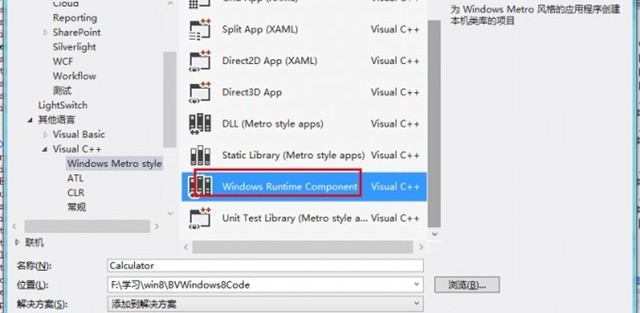 Cloud
Reporting
SharePoint
Silverlight
WCF
Workflow
测试
LightSwitch
其他语言
Visual Basic
Visual C++
Windows Metro style
ATL
CLR
常规
联机
Visual C++
Split App (XAML) Visual C++
Direct2D App (XAML) Visual C++
Direct3D App Visual C++
DLL (Metro style apps) Visual C++
Static Library (Metro style apps) Visual C++
Windows Runtime Component Visual C++
Unit Test Library (Metro style a... Visual C++
为 Windows Metro 风格的应用程序创建
本机类库的项目
名称(N): Calculator
位置(L): F:\学习\win8\BVWindows8Code 浏览(B)...
解决方案(S): 添加到解决方案